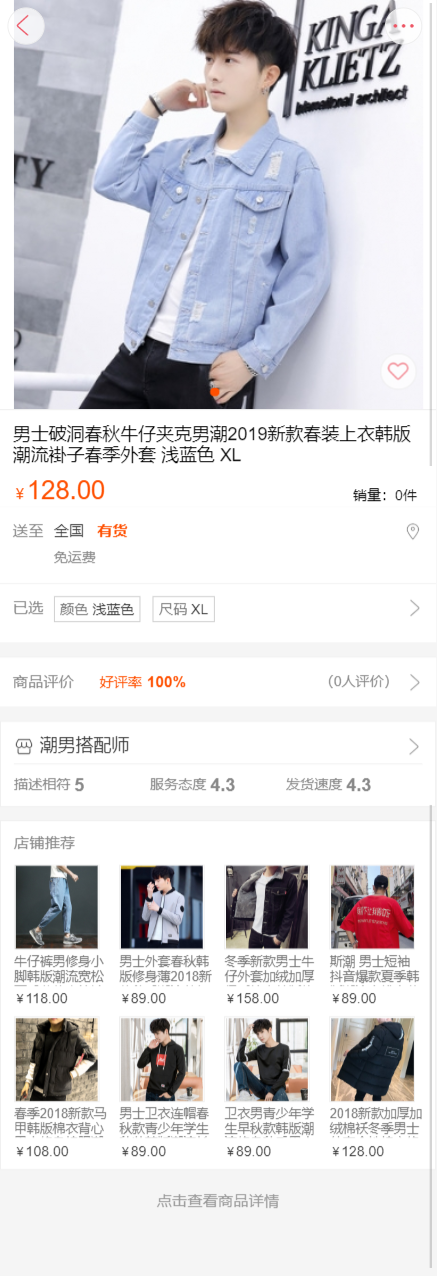 KINGA
KLIETZ
International architect
TY
男士破洞春秋牛仔夹克男潮2019新款春装上衣韩版
潮流褂子春季外套 浅蓝色 XL
￥128.00
销量：0件
送至 全国 有货
免运费
已选 颜色 浅蓝色 尺码 XL
商品评价 好评率 100% （0人评价）
潮男搭配师
描述相符 5 服务态度 4.3 发货速度 4.3
店铺推荐
牛仔裤男修身小
脚韩版潮流宽松
￥118.00
男士外套春秋韩
版修身薄2018新
￥89.00
冬季新款男士牛
仔外套加绒加厚
￥158.00
斯潮 男士短袖
抖音爆款夏季韩
￥89.00
春季2018新款马
甲韩版棉衣背心
￥108.00
男士卫衣连帽春
秋款青少年学生
￥89.00
卫衣男青少年学
生早秋款韩版潮
￥89.00
2018新款加厚加
绒棉袄冬季男士
￥128.00
点击查看商品详情